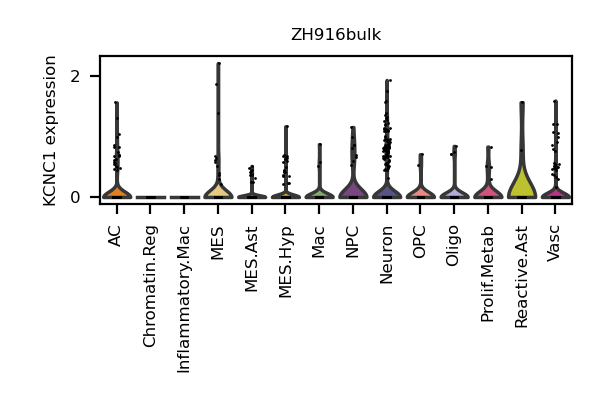 ZH916bulk
KCNC1 expression
2
0
AC
Chromatin.Reg
Inflammatory.Mac
MES
MES.Ast
MES.Hyp
Mac
NPC
Neuron
OPC
Oligo
Prolif.Metab
Reactive.Ast
Vasc